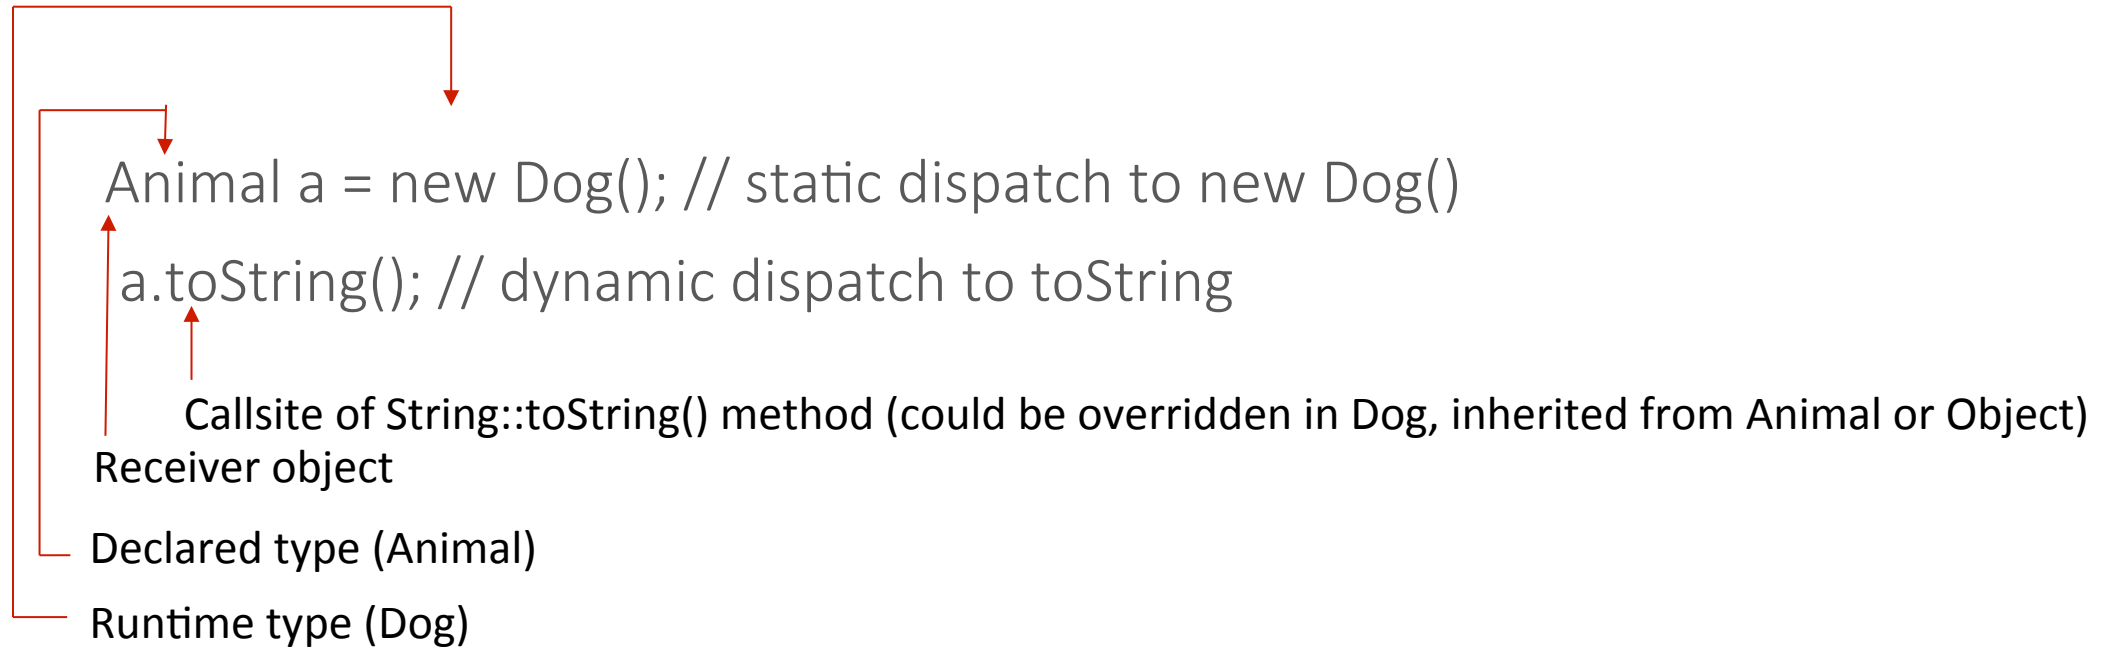 Animal a = new Dog(); // static dispatch to new Dog()
a.toString(); // dynamic dispatch to toString
Callsite of String::toString() method (could be overridden in Dog, inherited from Animal or Object)
Receiver object
Declared type (Animal)
Runtime type (Dog)